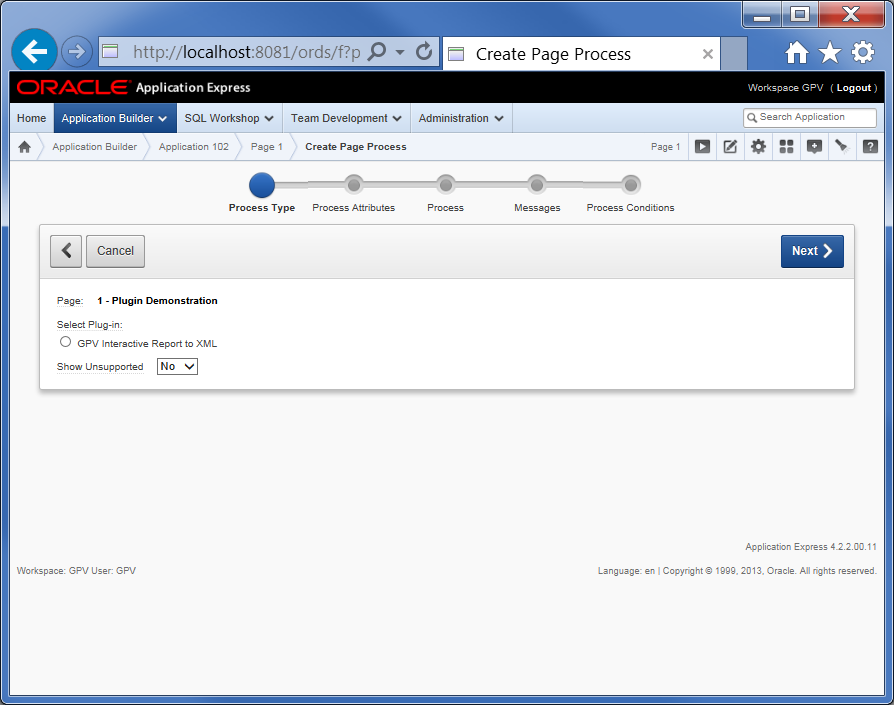 http://localhost:8081/ords/f?p
Create Page Process
ORACLE Application Express
Workspace GPV ( Logout )
Home Application Builder SQL Workshop Team Development Administration Search Application
Application Builder Application 102 Page 1 Create Page Process Page 1
Process Type Process Attributes Process Messages Process Conditions
Cancel Next
Page: 1 - Plugin Demonstration
Select Plug-in:
GPV Interactive Report to XML
Show Unsupported No
Application Express 4.2.2.00.11
Workspace: GPV User: GPV Language: en | Copyright © 1999, 2013, Oracle. All rights reserved.